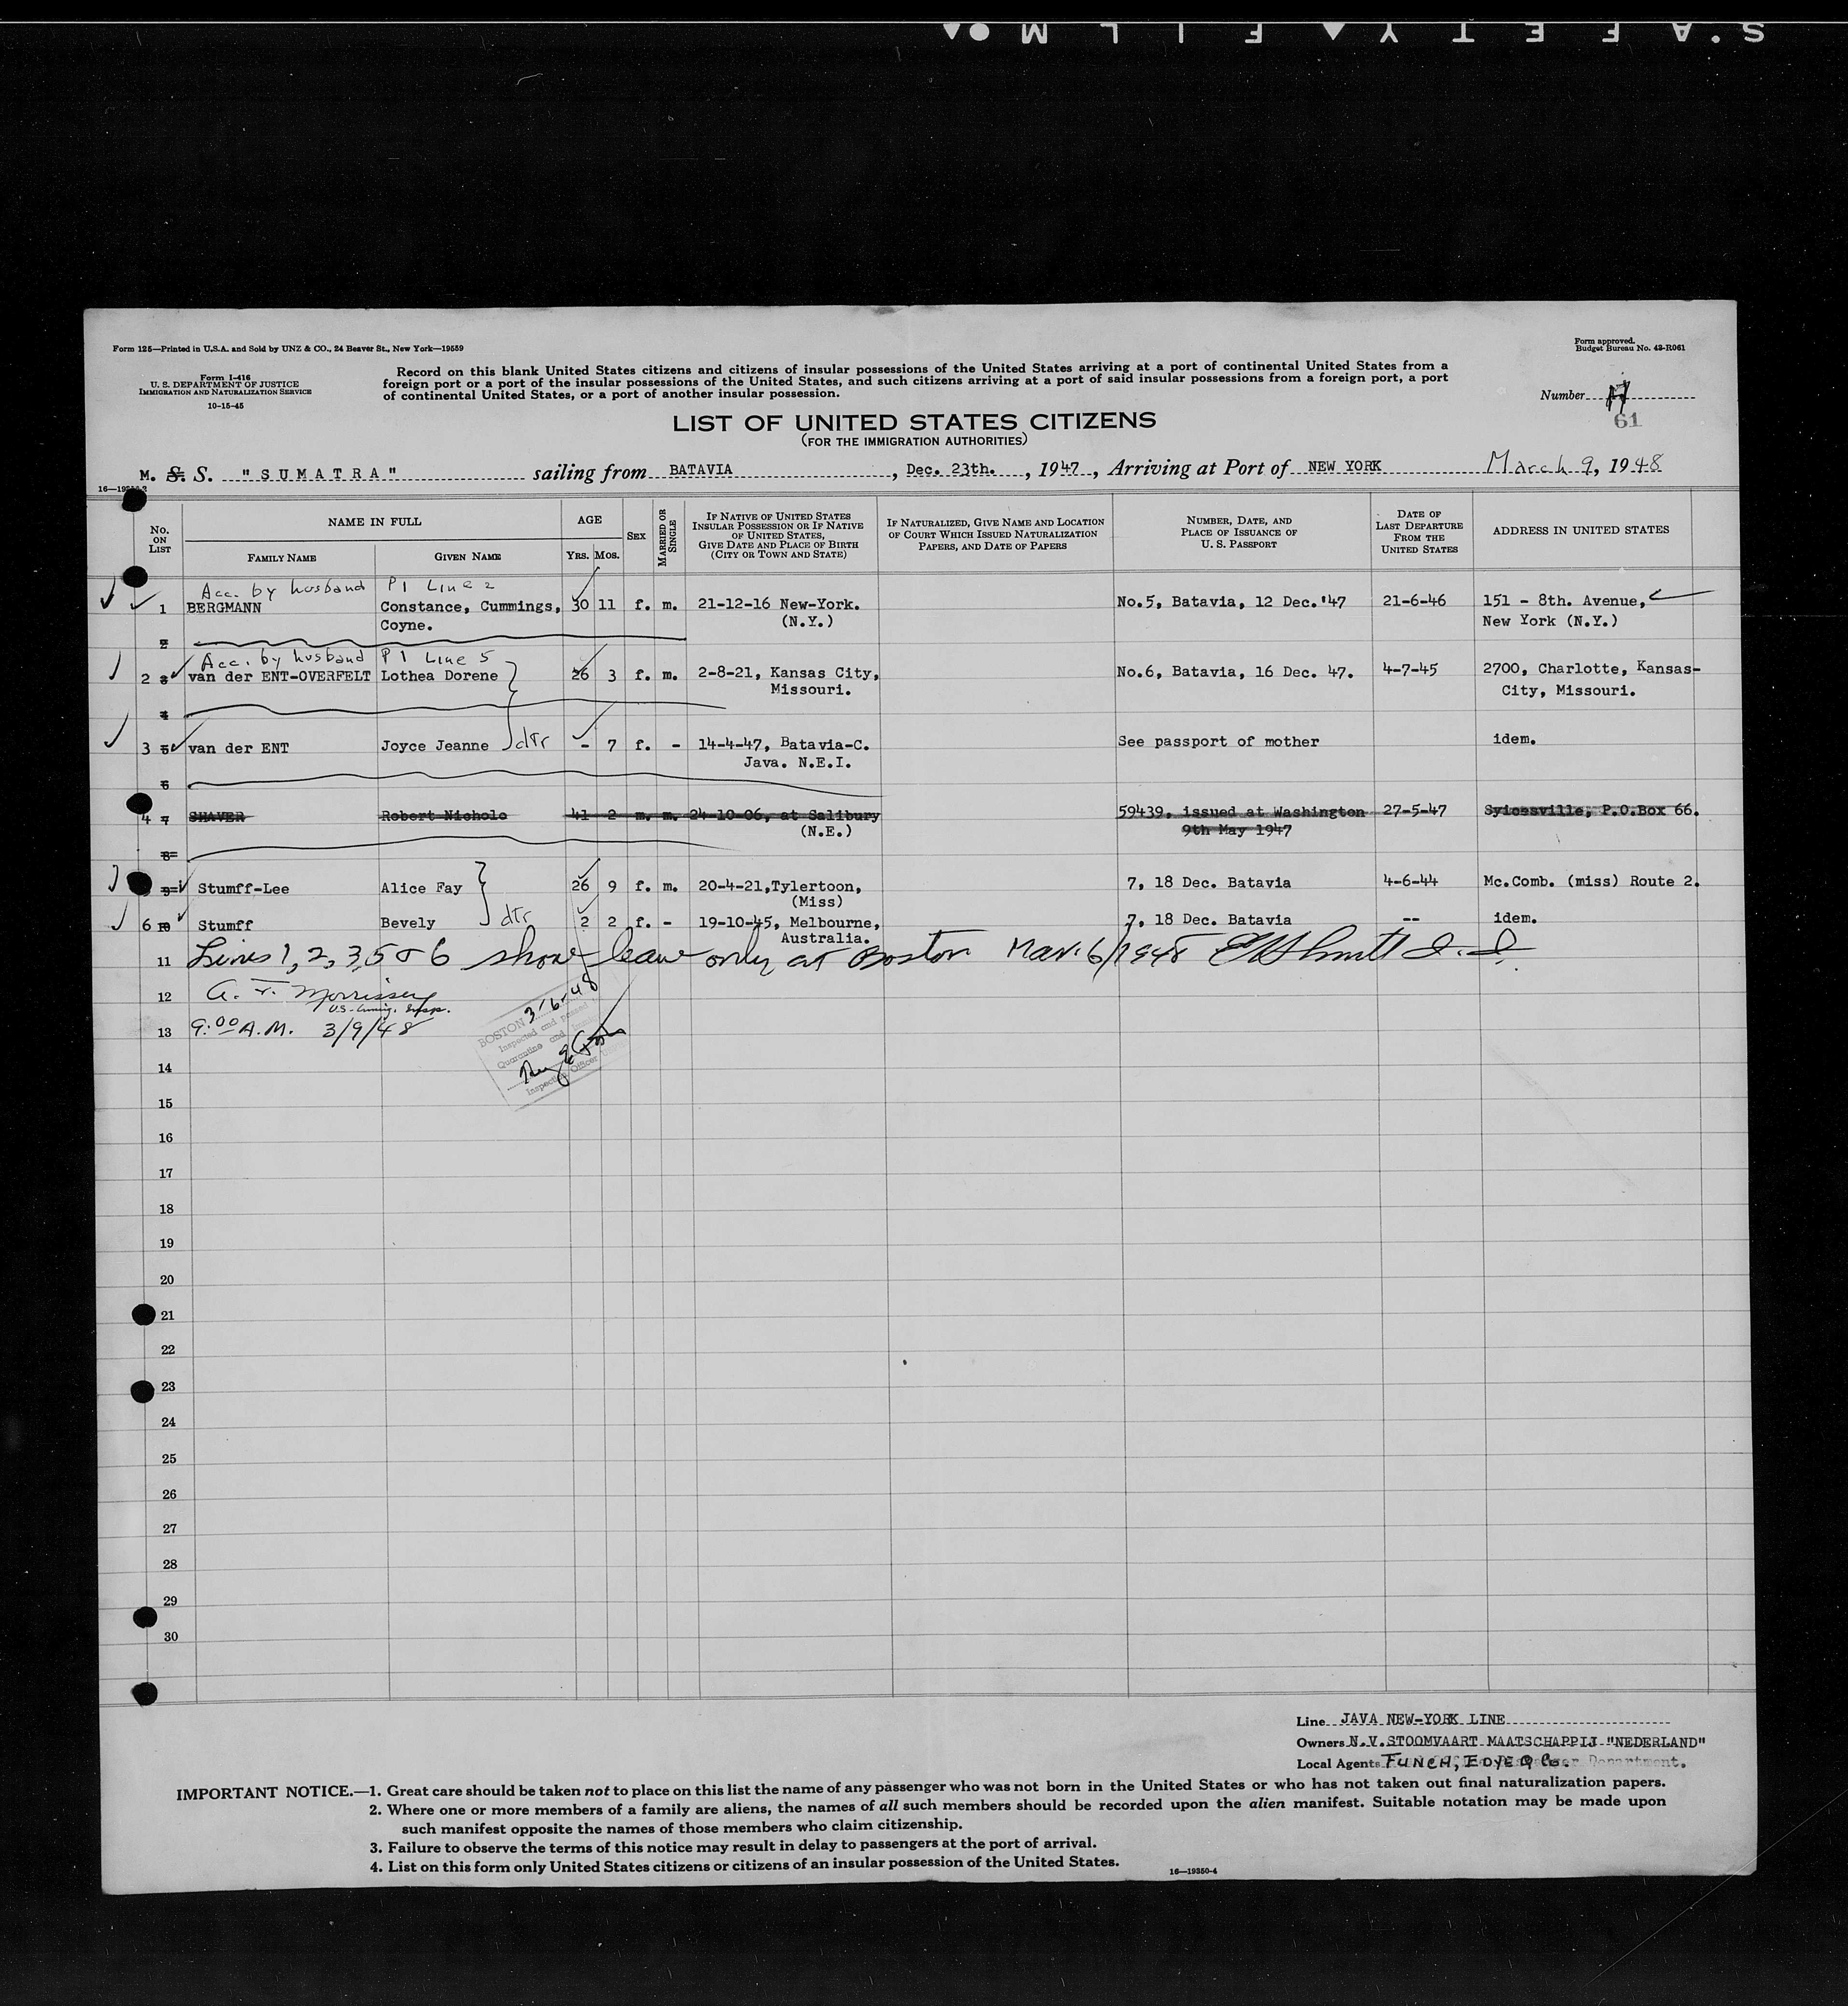 S.A F E T Y ▲ F I L M ●▲
Form 125—Printed in U.S.A. and Sold by UNZ & CO., 24 Beaver St., New York—19559
Form approved.
Budget Bureau No. 43-R061
Form I-416
U. S. DEPARTMENT OF JUSTICE
IMMIGRATION AND NATURALIZATION SERVICE
10-15-45
Record on this blank United States citizens and citizens of insular possessions of the United States arriving at a port of continental United States from a
foreign port or a port of the insular possessions of the United States, and such citizens arriving at a port of said insular possessions from a foreign port, a port
of continental United States, or a port of another insular possession.
Number
61
LIST OF UNITED STATES CITIZENS
(FOR THE IMMIGRATION AUTHORITIES)
M. S. S. "SUMATRA" sailing from BATAVIA, Dec. 23th., 1947, Arriving at Port of NEW YORK March 9, 1948
No. ON LIST
NAME IN FULL
FAMILY NAME
GIVEN NAME
AGE
YRS. MOS.
SEX
MARRIED OR SINGLE
IF NATIVE OF UNITED STATES
INSULAR POSSESSION OR IF NATIVE
OF UNITED STATES,
GIVE DATE AND PLACE OF BIRTH
(CITY OR TOWN AND STATE)
IF NATURALIZED, GIVE NAME AND LOCATION
OF COURT WHICH ISSUED NATURALIZATION
PAPERS, AND DATE OF PAPERS
NUMBER, DATE, AND
PLACE OF ISSUANCE OF
U. S. PASSPORT
DATE OF
LAST DEPARTURE
FROM THE
UNITED STATES
ADDRESS IN UNITED STATES
Acc. by husband P1 Line 2
1 BERGMANN Constance, Cummings, 30 11 f. m. 21-12-16 New-York. No.5, Batavia, 12 Dec.'47 21-6-46 151 - 8th. Avenue,
Coyne. (N.Y.) New York (N.Y.)
2
Acc. by husband P1 Line 5
2 3 van der ENT-OVERFELT Lothea Dorene 26 3 f. m. 2-8-21, Kansas City, No.6, Batavia, 16 Dec. 47. 4-7-45 2700, Charlotte, Kansas-
Missouri. City, Missouri.
4
3 5 van der ENT Joyce Jeanne dtr - 7 f. - 14-4-47, Batavia-C. See passport of mother idem.
Java. N.E.I.
6
4 7 SHAVER Robert Nichols 41 2 m. m. 24-10-06, at Salibury 59439, issued at Washington 27-5-47 Syicesville, P.O.Box 66.
(N.E.) 9th May 1947
8
9 Stumff-Lee Alice Fay 26 9 f. m. 20-4-21,Tylertoon, 7, 18 Dec. Batavia 4-6-44 Mc.Comb. (miss) Route 2.
(Miss)
6 10 Stumff Bevely dtr 2 2 f. - 19-10-45, Melbourne, 7, 18 Dec. Batavia -- idem.
Australia.
11 Lines 1, 2, 3, 5 & 6 shore leave only at Boston Mar. 6/1948
12 A. F. Morrissey
U.S. Immig. Insp.
13 9:00 A.M. 3/9/48
BOSTON 3-6-48
Inspected and passed
Quarantine and
Inspection Officer
14
15
16
17
18
19
20
21
22
23
24
25
26
27
28
29
30
Line JAVA NEW-YORK LINE
Owners N.V. STOOMVAART MAATSCHAPPIJ "NEDERLAND"
Local Agents FUNCH, EDYE & Co. Department.
IMPORTANT NOTICE.—1. Great care should be taken not to place on this list the name of any passenger who was not born in the United States or who has not taken out final naturalization papers.
2. Where one or more members of a family are aliens, the names of all such members should be recorded upon the alien manifest. Suitable notation may be made upon
such manifest opposite the names of those members who claim citizenship.
3. Failure to observe the terms of this notice may result in delay to passengers at the port of arrival.
4. List on this form only United States citizens or citizens of an insular possession of the United States.
16—19350-4